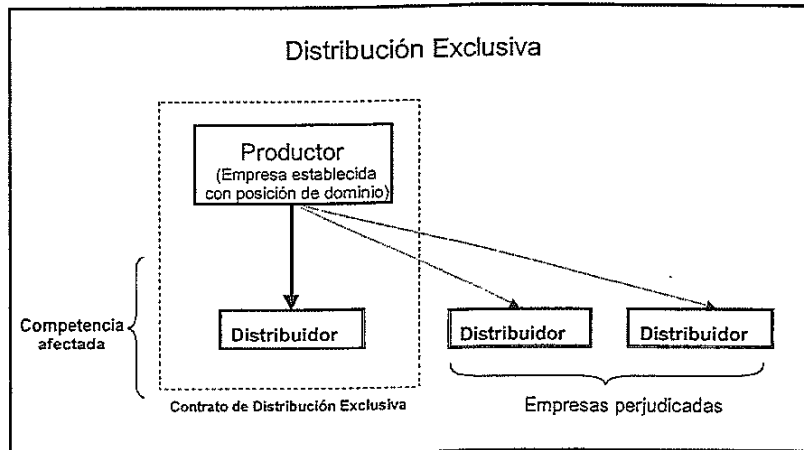 Distribución Exclusiva
Productor
(Empresa establecida
con posición de dominio)
Competencia
afectada
Distribuidor
Distribuidor
Distribuidor
Contrato de Distribución Exclusiva
Empresas perjudicadas